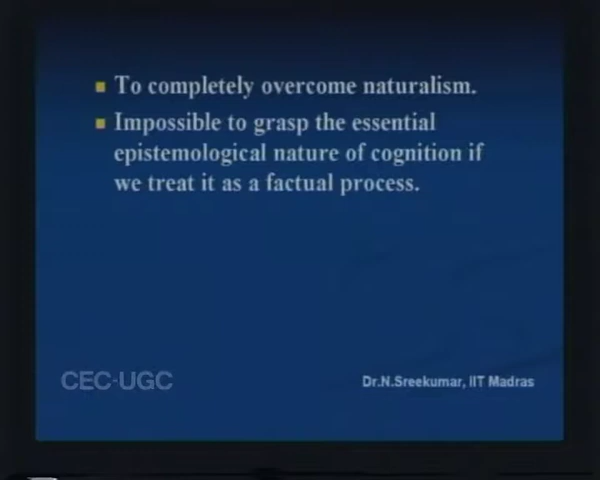 To completely overcome naturalism.
Impossible to grasp the essential
epistemological nature of cognition if
we treat it as a factual process.
CEC-UGC
Dr.N.Sreekumar, IIT Madras